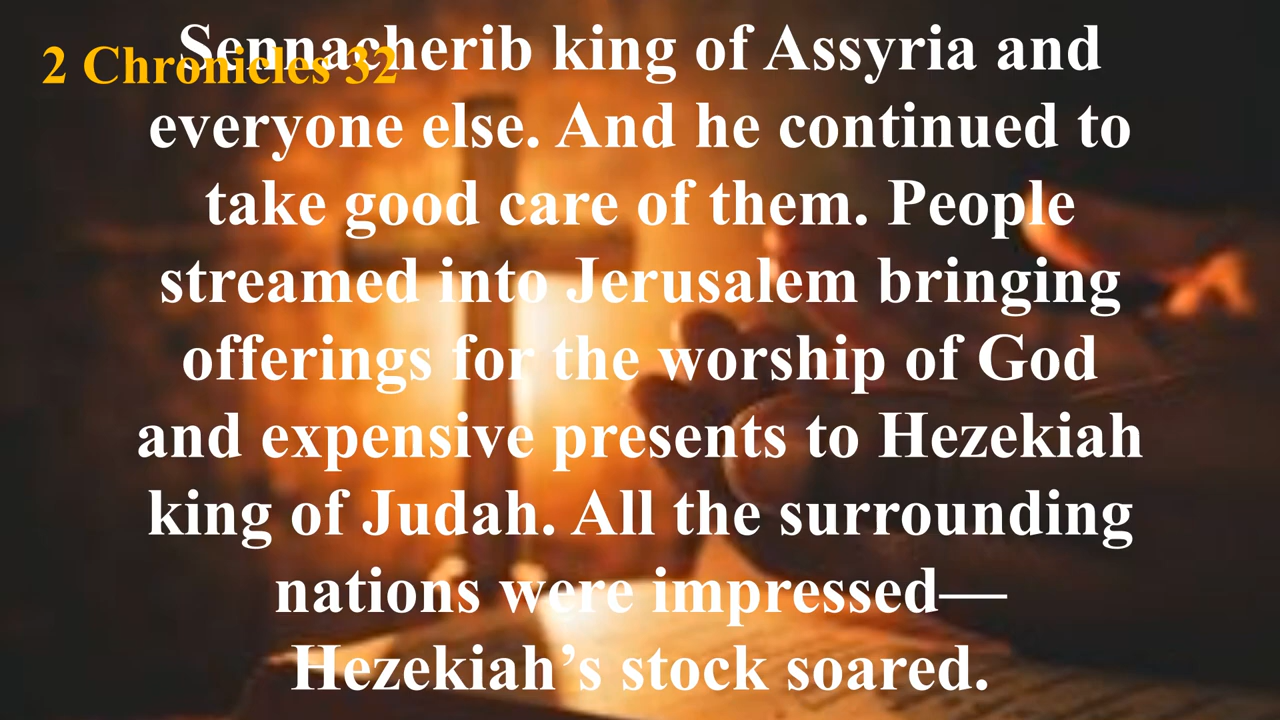 2 Chronicles 32
Sennacherib king of Assyria and
everyone else. And he continued to
take good care of them. People
streamed into Jerusalem bringing
offerings for the worship of God
and expensive presents to Hezekiah
king of Judah. All the surrounding
nations were impressed—
Hezekiah’s stock soared.